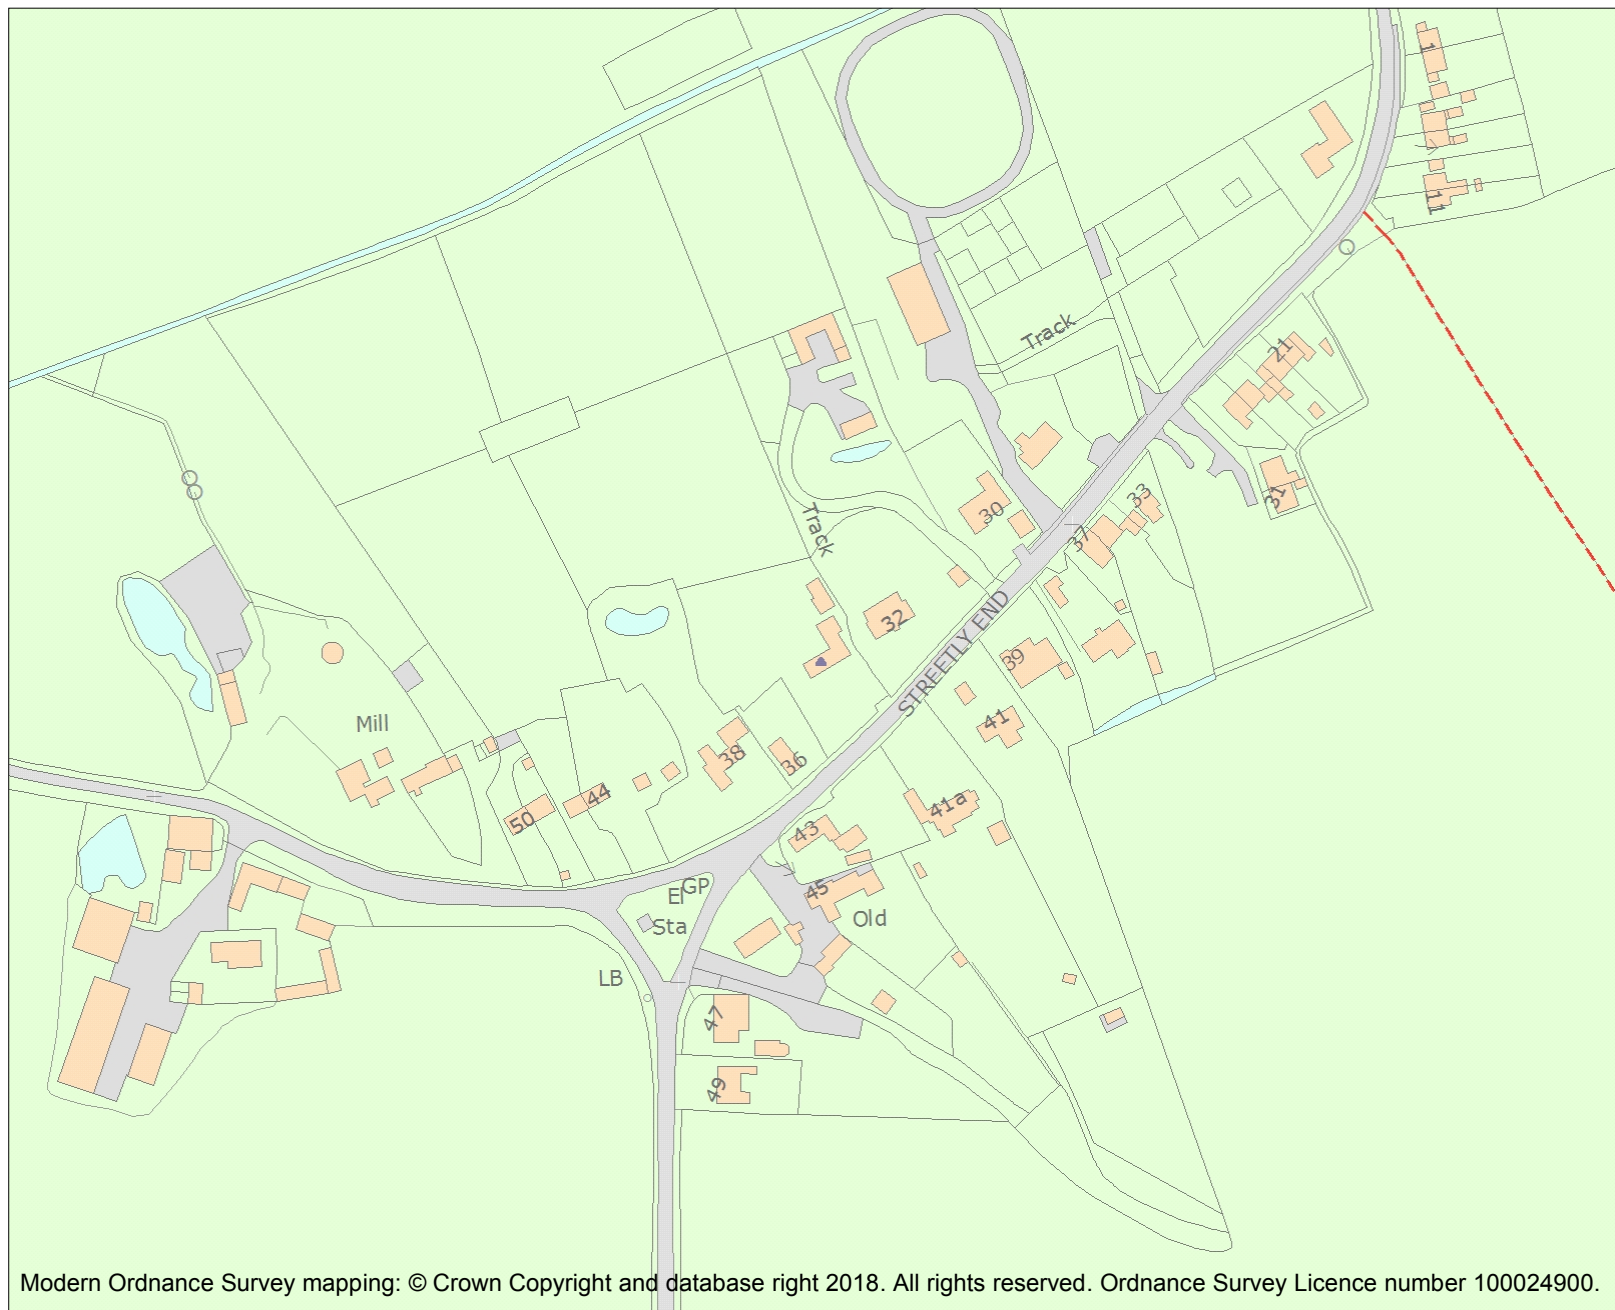 1
11
21
Track
31
33
30
37
Track
STREETLY END
32
39
41
Mill
38
36
44
50
41a
43
45
GP
El
Sta
Old
LB
47
49
Modern Ordnance Survey mapping: © Crown Copyright and database right 2018. All rights reserved. Ordnance Survey Licence number 100024900.